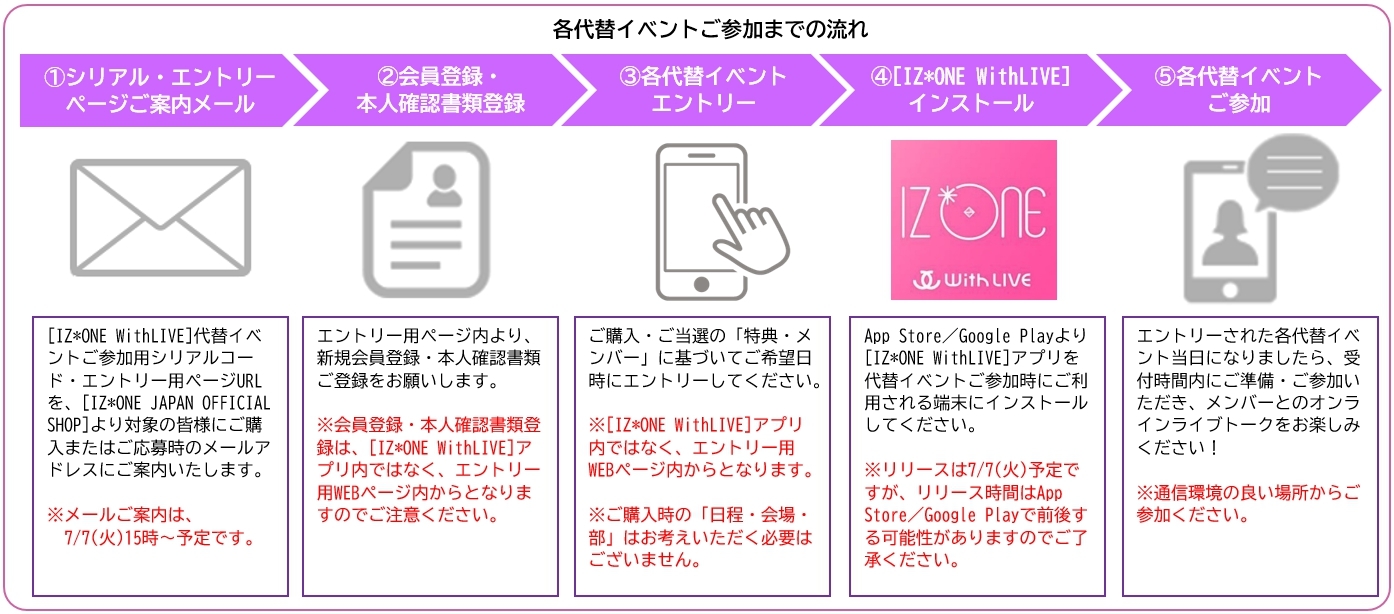 各代替イベントご参加までの流れ
①シリアル・エントリー
ページご案内メール
②会員登録・
本人確認書類登録
③各代替イベント
エントリー
④[IZ*ONE WithLIVE]
インストール
⑤各代替イベント
ご参加
IZ*ONE
With LIVE
[IZ*ONE WithLIVE]代替イベ
ントご参加用シリアルコー
ド・エントリー用ページURL
を、[IZ*ONE JAPAN OFFICIAL
SHOP]より対象の皆様にご購
入またはご応募時のメールア
ドレスにご案内いたします。
※メールご案内は、
7/7(火)15時～予定です。
エントリー用ページ内より、
新規会員登録・本人確認書類
ご登録をお願いします。
※会員登録・本人確認書類登
録は、[IZ*ONE WithLIVE]ア
プリ内ではなく、エントリー
用WEBページ内からとなりま
すのでご注意ください。
ご購入・ご当選の「特典・メ
ンバー」に基づいてご希望日
時にエントリーしてください。
※[IZ*ONE WithLIVE]アプリ
内ではなく、エントリー用
WEBページ内からとなります。
※ご購入時の「日程・会場・
部」はお考えいただく必要は
ございません。
App Store／Google Playより
[IZ*ONE WithLIVE]アプリを
代替イベントご参加時にご利
用される端末にインストール
してください。
※リリースは7/7(火)予定で
すが、リリース時間はApp
Store／Google Playで前後す
る可能性がありますのでご了
承ください。
エントリーされた各代替イベ
ント当日になりましたら、受
付時間内にご準備・ご参加い
ただき、メンバーとのオンラ
インライブトークをお楽しみ
ください！
※通信環境の良い場所からご
参加ください。